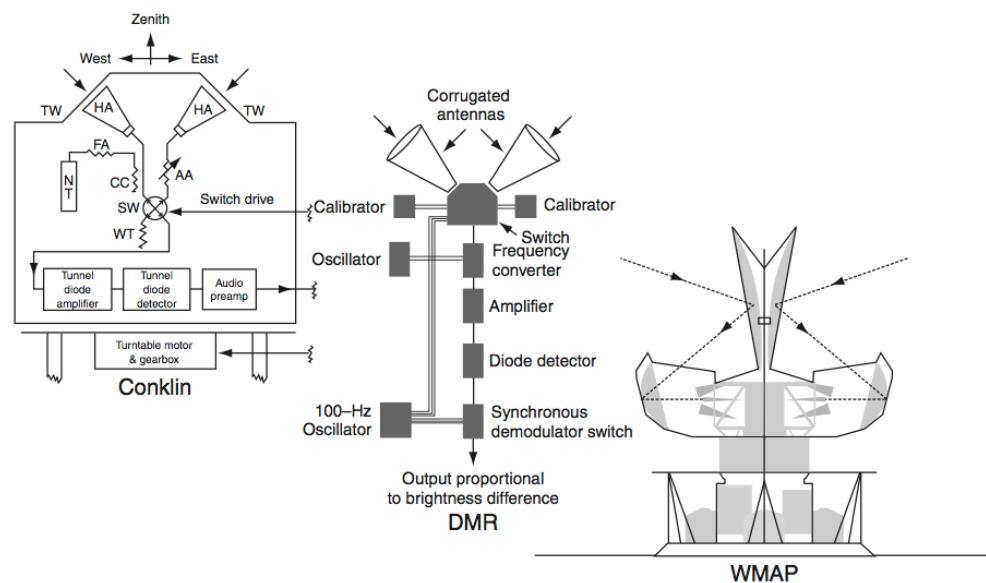 Zenith
West
East
TW
HA
HA
TW
FA
N
T
CC
AA
SW
Switch drive
WT
Tunnel
diode
amplifier
Tunnel
diode
detector
Audio
preamp
Turntable motor
& gearbox
Conklin
Corrugated
antennas
Calibrator
Calibrator
Switch
Oscillator
Frequency
converter
Amplifier
Diode detector
100–Hz
Oscillator
Synchronous
demodulator switch
Output proportional
to brightness difference
DMR
WMAP